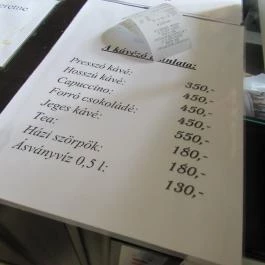 A kávézó
Presszó kávé: 350,-
Hosszú kávé: 450,-
Capuccino: 450,-
Forró csokoládé: 450,-
Jeges kávé: 550,-
Tea: 180,-
Házi szörpök: 180,-
Ásványvíz 0,5 l: 130,-